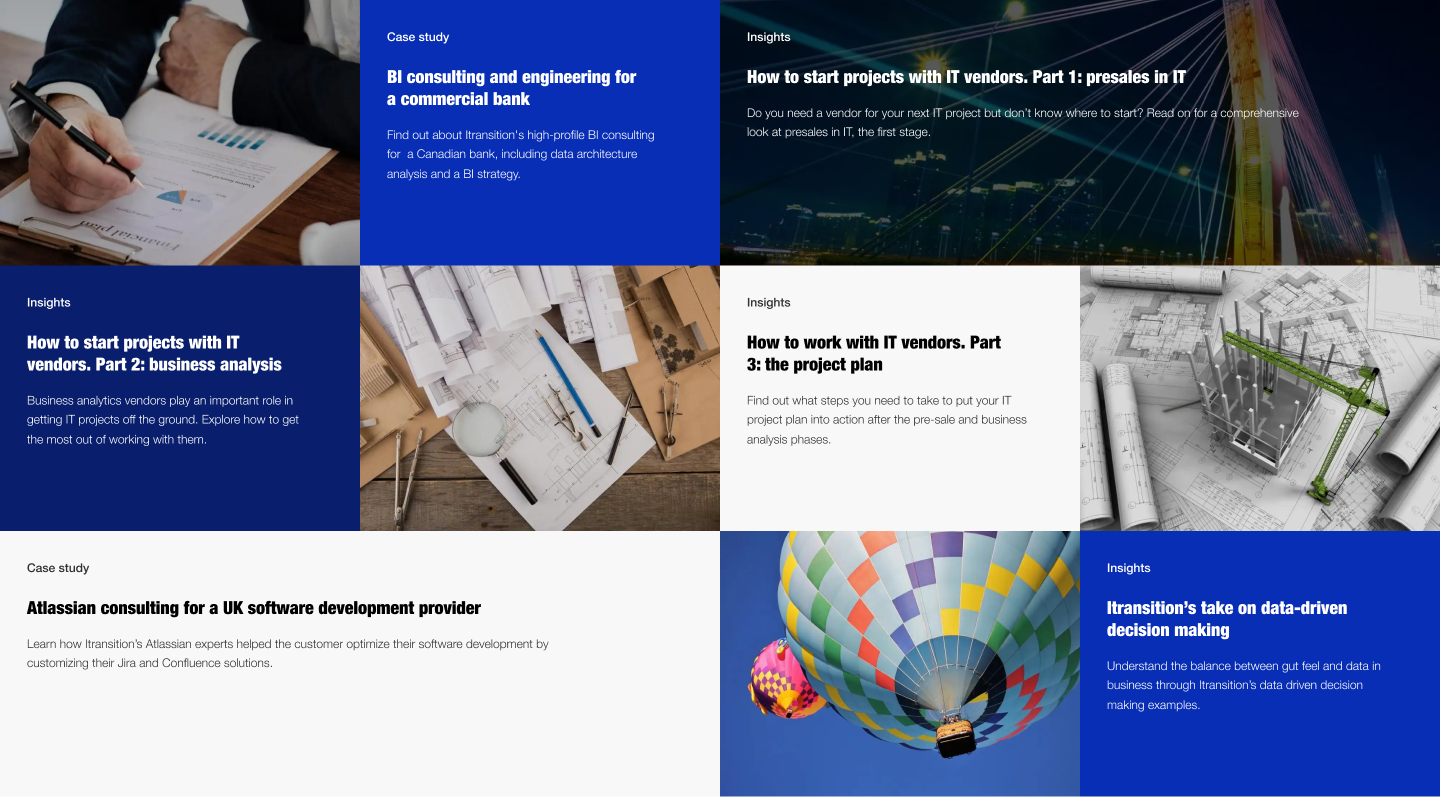 Case study
BI consulting and engineering for
a commercial bank
Find out about Itransition's high-profile BI consulting
for  a Canadian bank, including data architecture
analysis and a BI strategy.
Insights
How to start projects with IT vendors. Part 1: presales in IT
Do you need a vendor for your next IT project but don’t know where to start? Read on for a comprehensive
look at presales in IT, the first stage.
Financial plan
Insights
How to start projects with IT
vendors. Part 2: business analysis
Business analytics vendors play an important role in
getting IT projects off the ground. Explore how to get
the most out of working with them.
Insights
How to work with IT vendors. Part
3: the project plan
Find out what steps you need to take to put your IT
project plan into action after the pre-sale and business
analysis phases.
Case study
Atlassian consulting for a UK software development provider
Learn how Itransition’s Atlassian experts helped the customer optimize their software development by
customizing their Jira and Confluence solutions.
Insights
Itransition’s take on data-driven
decision making
Understand the balance between gut feel and data in
business through Itransition’s data driven decision
making examples.